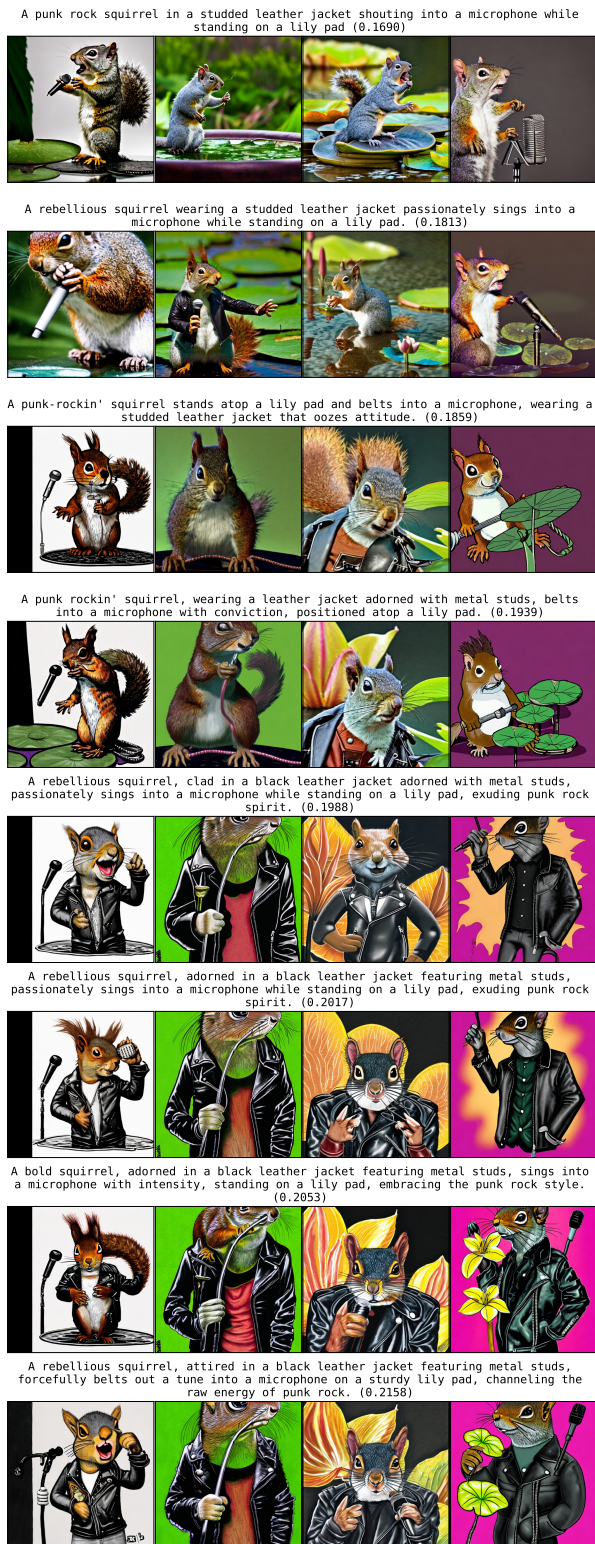 A punk rock squirrel in a studded leather jacket shouting into a microphone while
standing on a lily pad (0.1690)
A rebellious squirrel wearing a studded leather jacket passionately sings into a
microphone while standing on a lily pad. (0.1813)
A punk-rockin' squirrel stands atop a lily pad and belts into a microphone, wearing a
studded leather jacket that oozes attitude. (0.1859)
A punk rockin' squirrel, wearing a leather jacket adorned with metal studs, belts
into a microphone with conviction, positioned atop a lily pad. (0.1939)
A rebellious squirrel, clad in a black leather jacket adorned with metal studs,
passionately sings into a microphone while standing on a lily pad, exuding punk rock
spirit. (0.1988)
A rebellious squirrel, adorned in a black leather jacket featuring metal studs,
passionately sings into a microphone while standing on a lily pad, exuding punk rock
spirit. (0.2017)
A bold squirrel, adorned in a black leather jacket featuring metal studs, sings into
a microphone with intensity, standing on a lily pad, embracing the punk rock style.
(0.2053)
A rebellious squirrel, attired in a black leather jacket featuring metal studs,
forcefully belts out a tune into a microphone on a sturdy lily pad, channeling the
raw energy of punk rock. (0.2158)